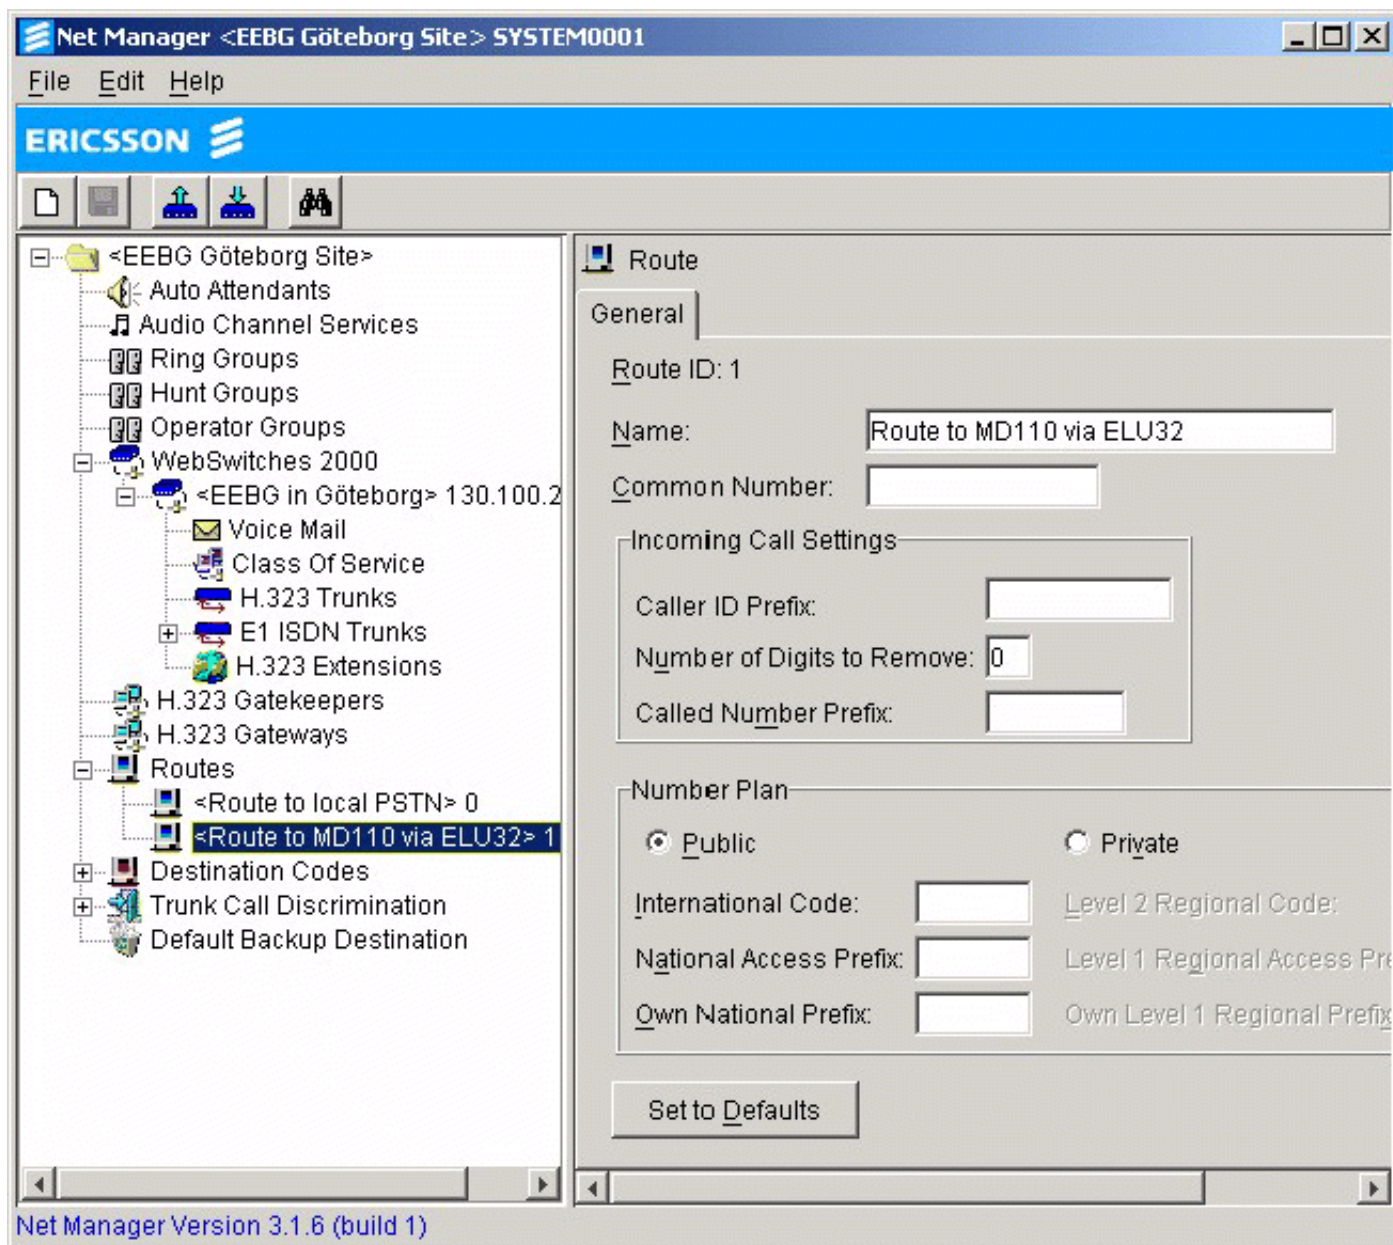 Net Manager <EEBG Göteborg Site> SYSTEM0001
File Edit Help
ERICSSON
<EEBG Göteborg Site>
Auto Attendants
Audio Channel Services
Ring Groups
Hunt Groups
Operator Groups
WebSwitches 2000
<EEBG in Göteborg> 130.100.2
Voice Mail
Class Of Service
H.323 Trunks
E1 ISDN Trunks
H.323 Extensions
H.323 Gatekeepers
H.323 Gateways
Routes
<Route to local PSTN> 0
<Route to MD110 via ELU32> 1
Destination Codes
Trunk Call Discrimination
Default Backup Destination
Route
General
Route ID: 1
Name: Route to MD110 via ELU32
Common Number:
Incoming Call Settings
Caller ID Prefix:
Number of Digits to Remove: 0
Called Number Prefix:
Number Plan
Public Private
International Code: Level 2 Regional Code:
National Access Prefix: Level 1 Regional Access Pre
Own National Prefix: Own Level 1 Regional Prefix
Set to Defaults
Net Manager Version 3.1.6 (build 1)